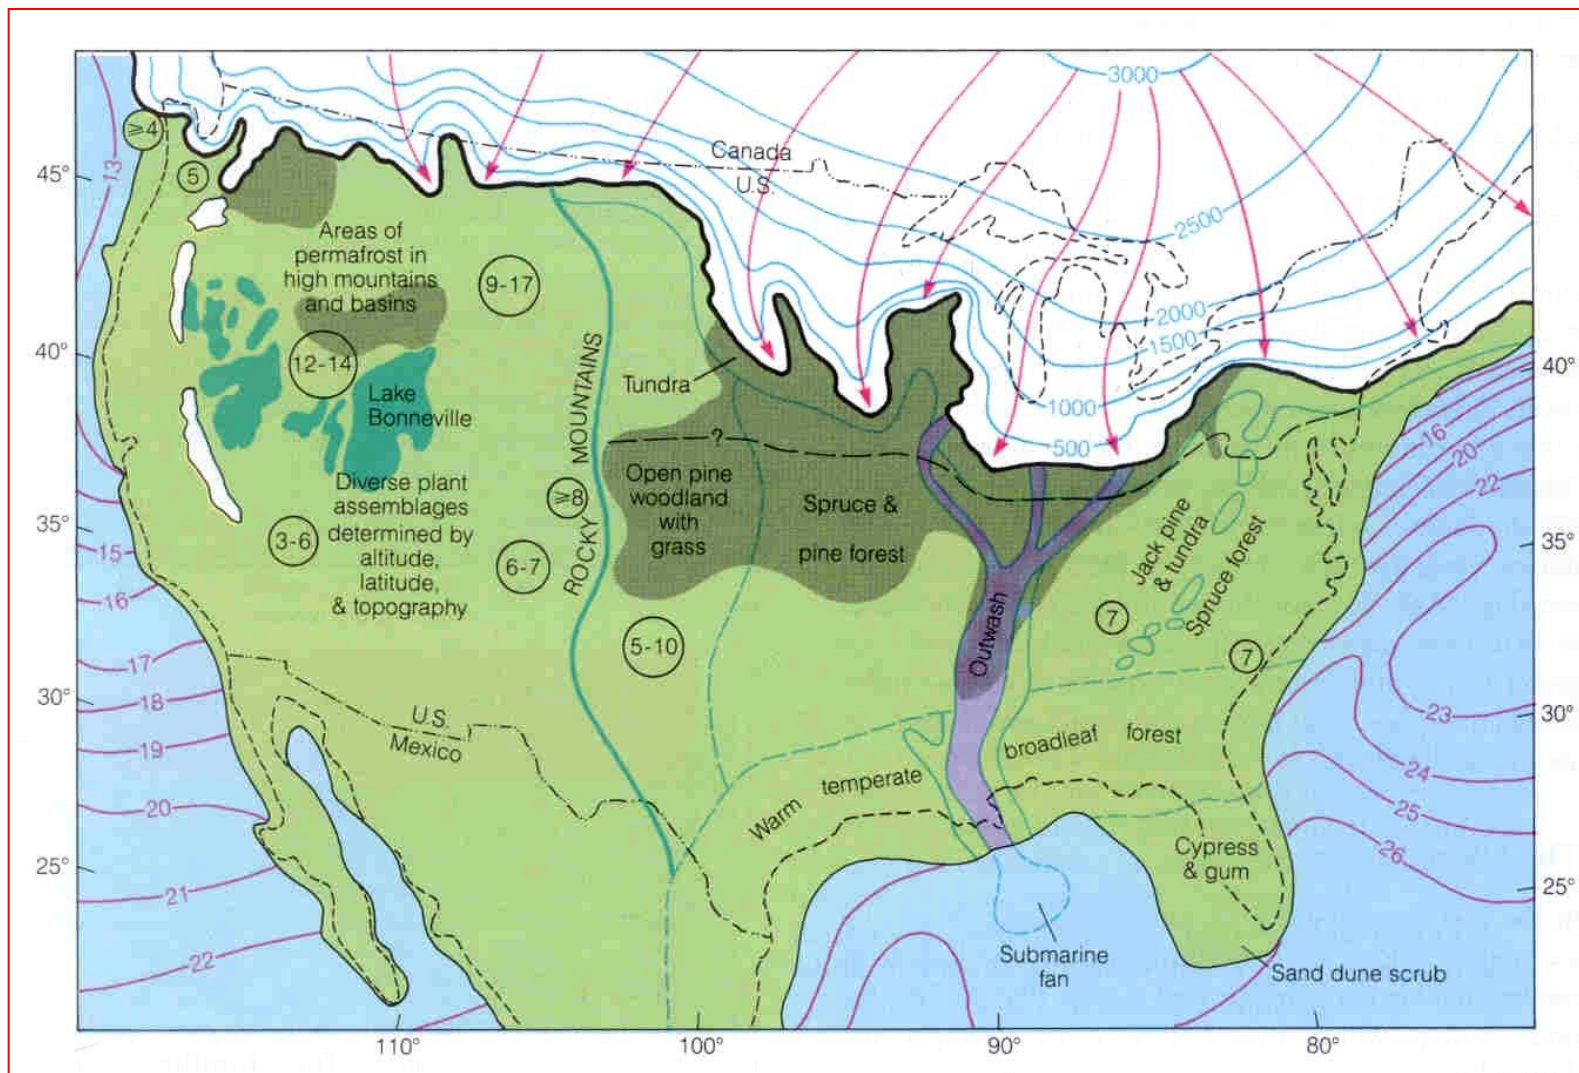 3000
≥4
13
Canada
U.S.
45°
5
2500
Areas of
permafrost in
high mountains
and basins
9-17
2000
1500
40°
40°
12-14
Tundra
Lake
Bonneville
1000
500
16
20
22
ROCKY MOUNTAINS
?
Open pine
woodland
with
grass
Spruce &
pine forest
Diverse plant
assemblages
determined by
altitude,
latitude,
& topography
≥8
35°
35°
3-6
15
6-7
Jack pine
& tundra
Spruce forest
16
7
7
5-10
Outwash
17
18
30°
30°
U.S.
Mexico
19
23
broadleaf forest
Warm temperate
24
20
25
26
Cypress
& gum
25°
25°
21
22
Submarine
fan
Sand dune scrub
110°
100°
90°
80°